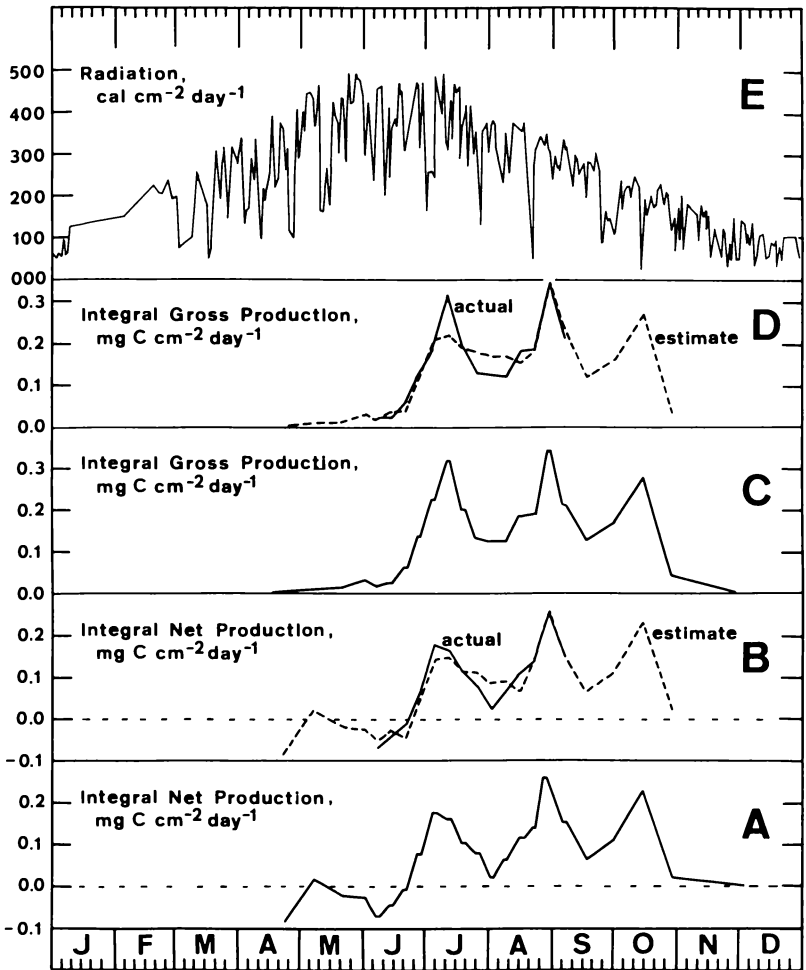 500
Radiation,
cal cm-2 day-1
E
400
300
200
100
000
0.3
Integral Gross Production,
mg C cm-2 day-1
actual
D
0.2
estimate
0.1
0.0
Integral Gross Production,
mg C cm-2 day-1
0.3
C
0.2
0.1
0.0
Integral Net Production,
mg C cm-2 day-1
0.2
actual
estimate
B
0.1
0.0
-0.1
Integral Net Production,
mg C cm-2 day-1
0.2
A
0.1
0.0
-0.1
J F M A M J J A S O N D